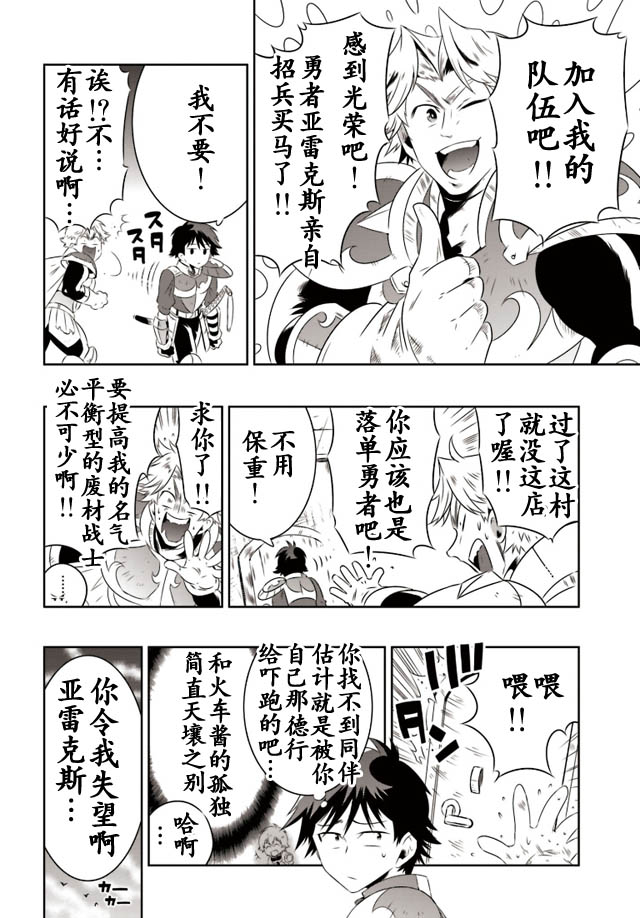 加入我的
队伍吧!!
感到光荣吧!
勇者亚雷克斯亲自
招兵买马了!!
我不要!
スタ
スタ
诶!?不…
有话好说啊…
过了这村
就没这店
了喔!!
你应该也是
落单勇者吧!
不用
保重!
求你了!!
要提高我的名气
平衡型的废材战士
必不可少啊!!
……
喂喂
!!
你找不到同伴
估计就是被你
自己那德行
给吓跑的吧…
和火车酱的孤独
简直天壤之别
哈啊
…
你令我失望啊
亚雷克斯…
カー
カー